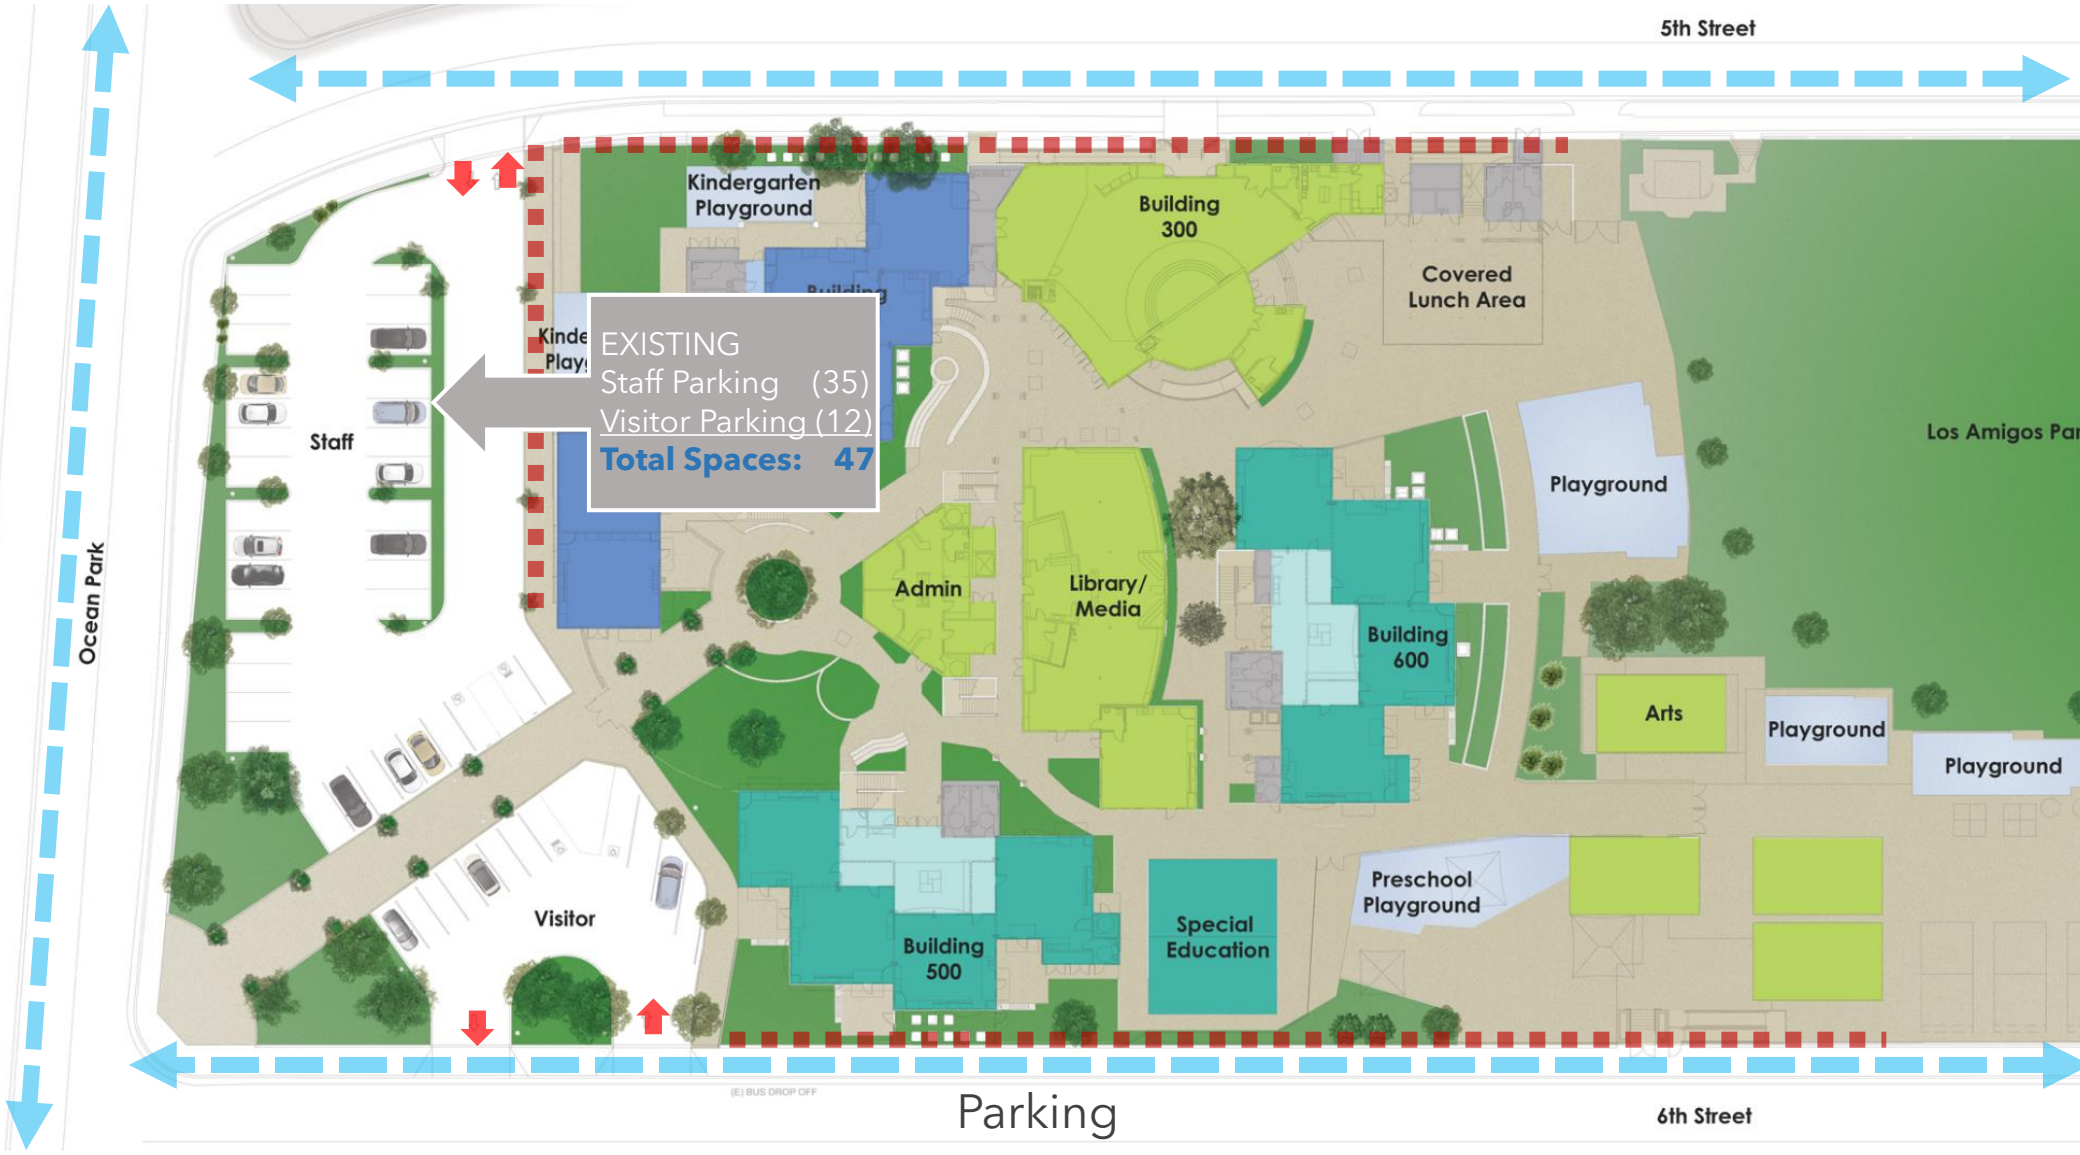 5th Street
Kindergarten
Playground
Building
300
Covered
Lunch Area
Building
Kinde
Play
EXISTING
Staff Parking (35)
Visitor Parking (12)
Total Spaces: 47
Staff
Los Amigos Par
Playground
Ocean Park
Admin
Library/
Media
Building
600
Arts
Playground
Playground
Preschool
Playground
Visitor
Special
Education
Building
500
(E) BUS DROP OFF
Parking
6th Street